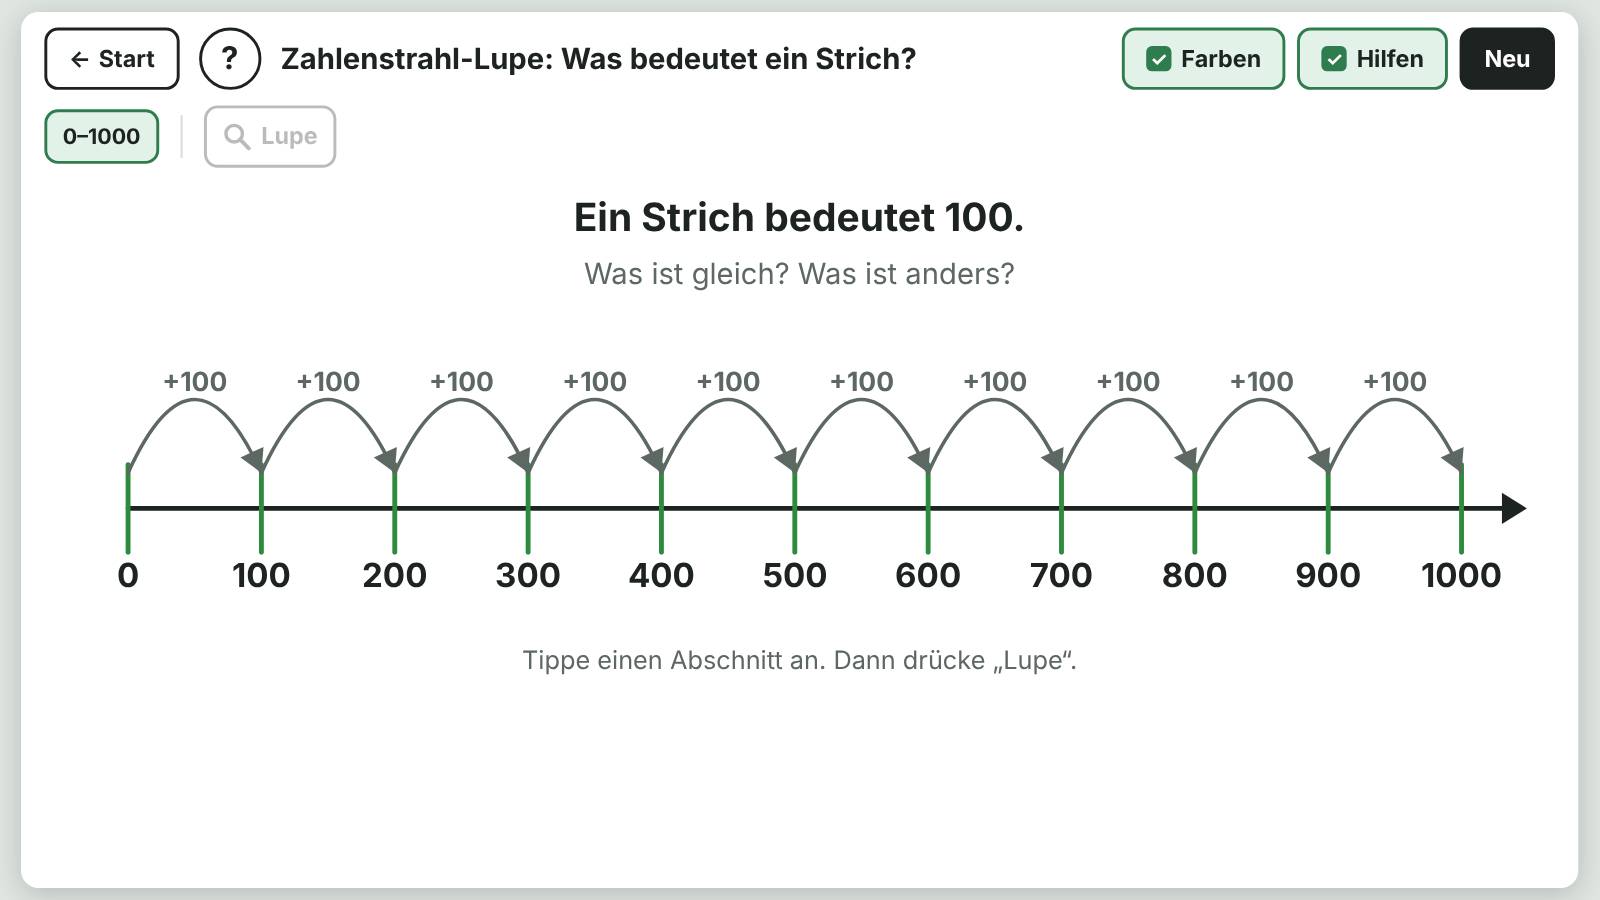 ← Start
?
Zahlenstrahl-Lupe: Was bedeutet ein Strich?
Farben
Hilfen
Neu
0–1000
Lupe
Ein Strich bedeutet 100.
Was ist gleich? Was ist anders?
+100 +100 +100 +100 +100 +100 +100 +100 +100 +100
0 100 200 300 400 500 600 700 800 900 1000
Tippe einen Abschnitt an. Dann drücke „Lupe“.